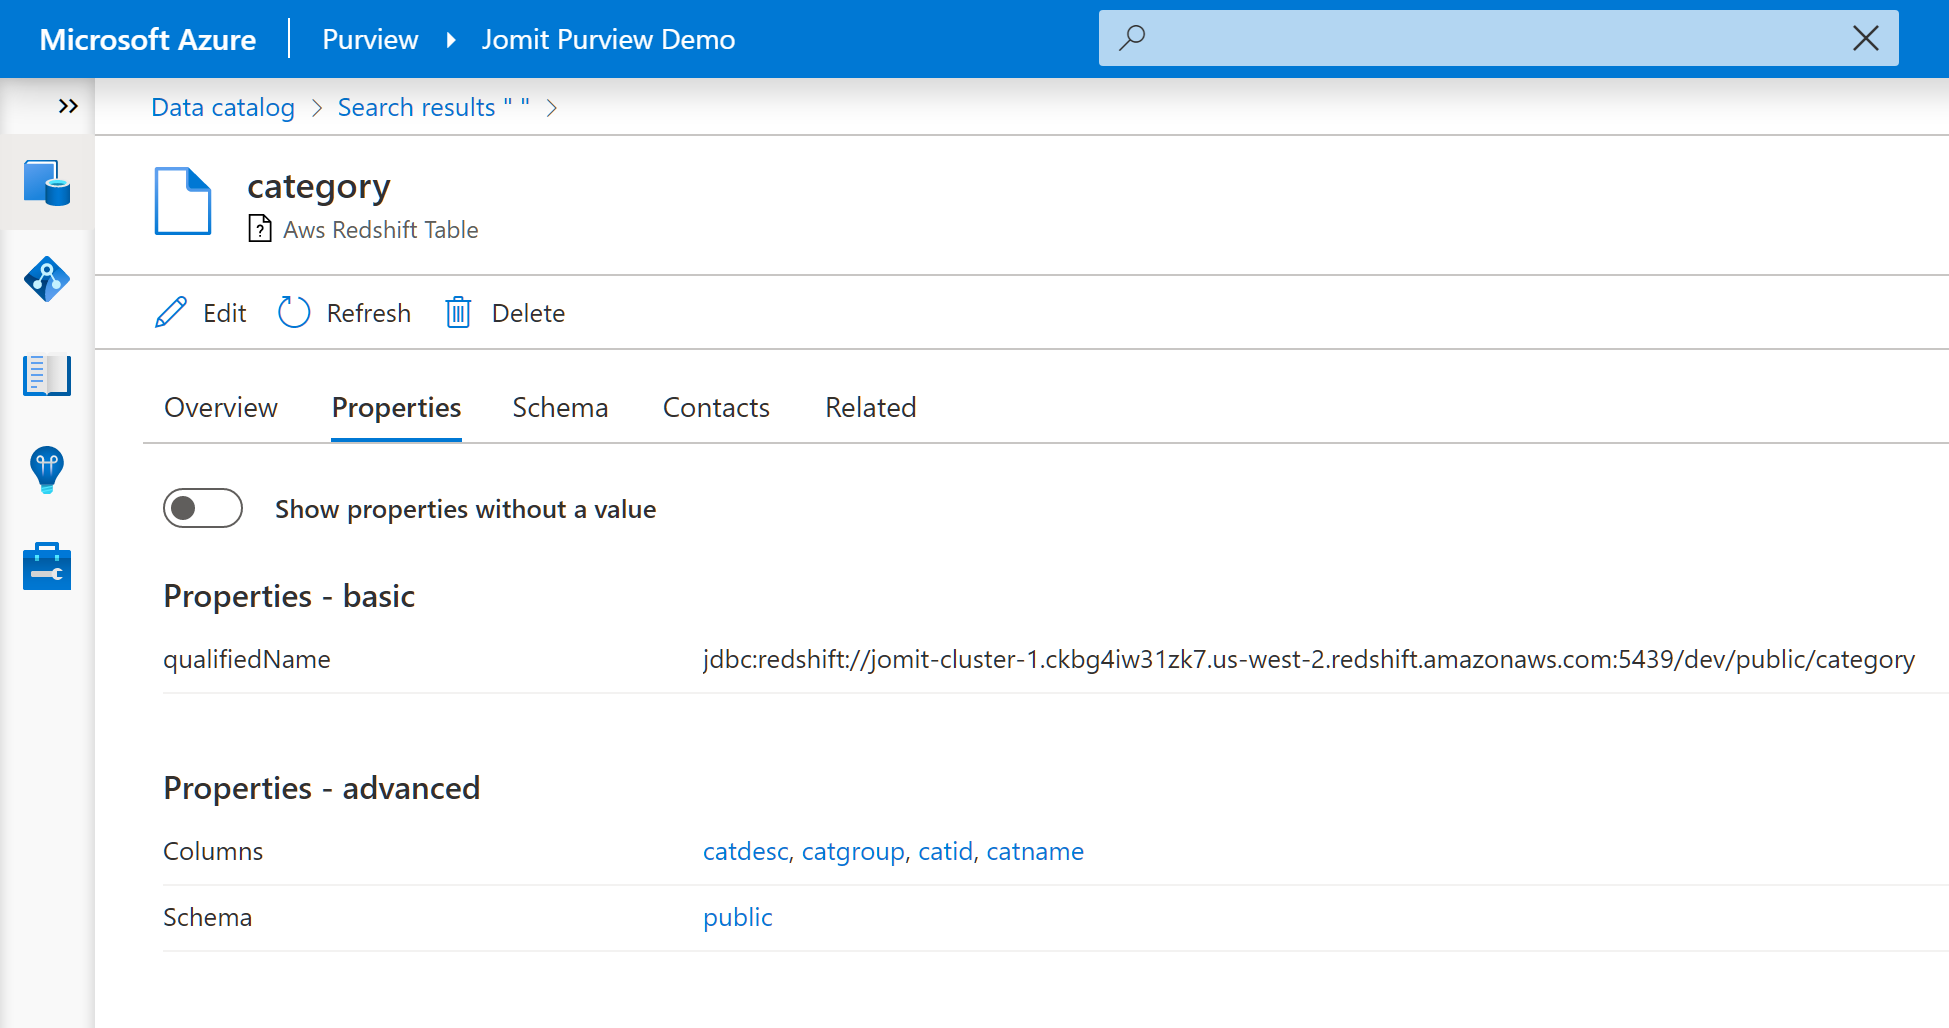 Microsoft Azure Purview Jomit Purview Demo
Data catalog > Search results " " >
category
? Aws Redshift Table
Edit Refresh Delete
Overview Properties Schema Contacts Related
Show properties without a value
Properties - basic
qualifiedName jdbc:redshift://jomit-cluster-1.ckbg4iw31zk7.us-west-2.redshift.amazonaws.com:5439/dev/public/category
Properties - advanced
Columns catdesc, catgroup, catid, catname
Schema public